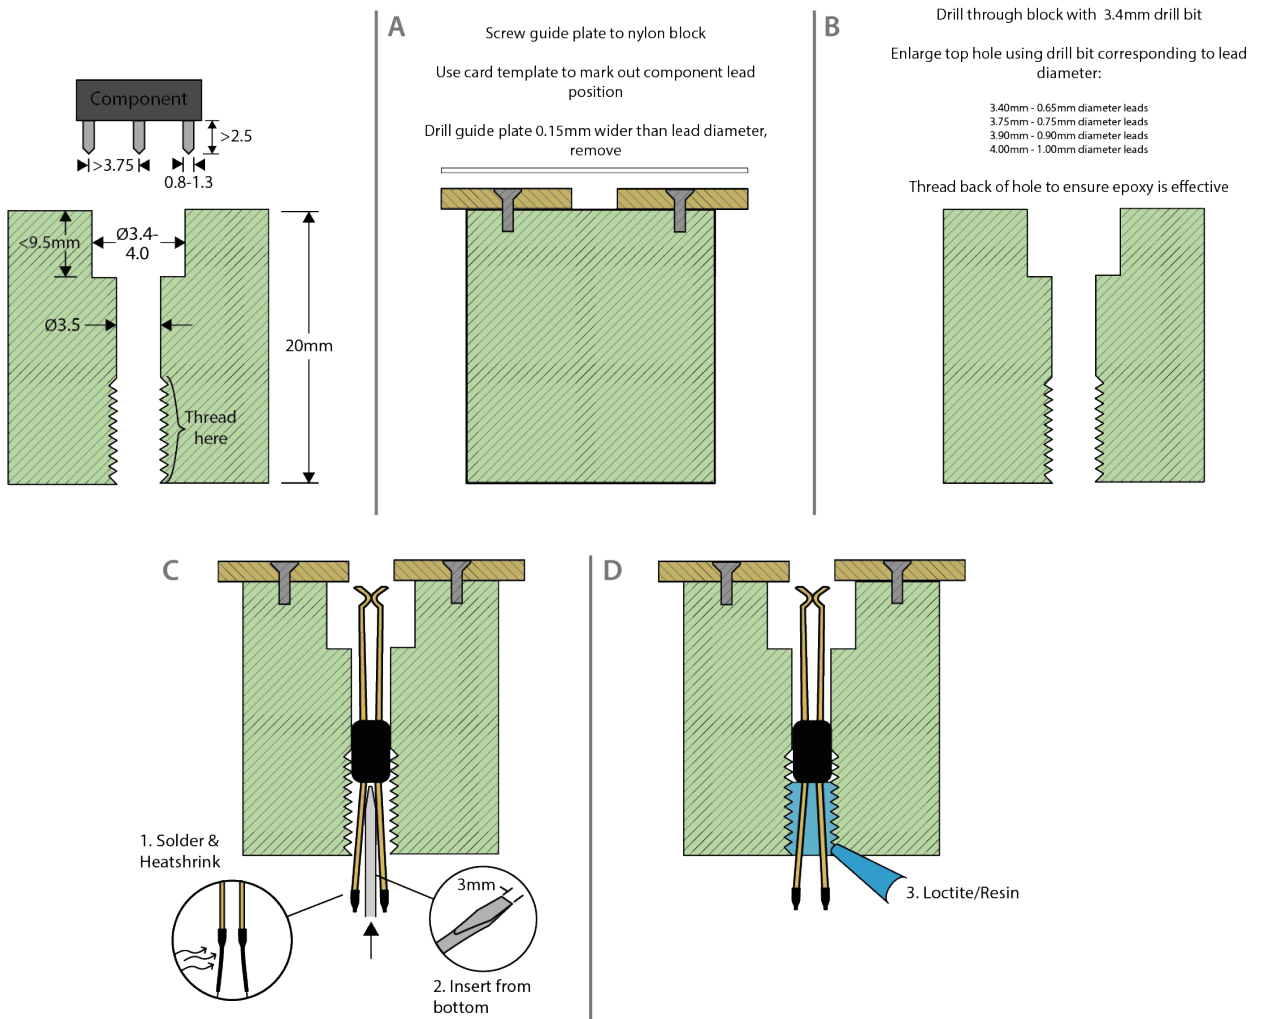 Component
>2.5
>3.75
0.8-1.3
<9.5mm
Ø3.4-
4.0
Ø3.5
20mm
Thread
here
A
Screw guide plate to nylon block
Use card template to mark out component lead
position
Drill guide plate 0.15mm wider than lead diameter,
remove
B
Drill through block with 3.4mm drill bit
Enlarge top hole using drill bit corresponding to lead
diameter:
3.40mm - 0.65mm diameter leads
3.75mm - 0.75mm diameter leads
3.90mm - 0.90mm diameter leads
4.00mm - 1.00mm diameter leads
Thread back of hole to ensure epoxy is effective
C
1. Solder &
Heatshrink
3mm
2. Insert from
bottom
D
3. Loctite/Resin